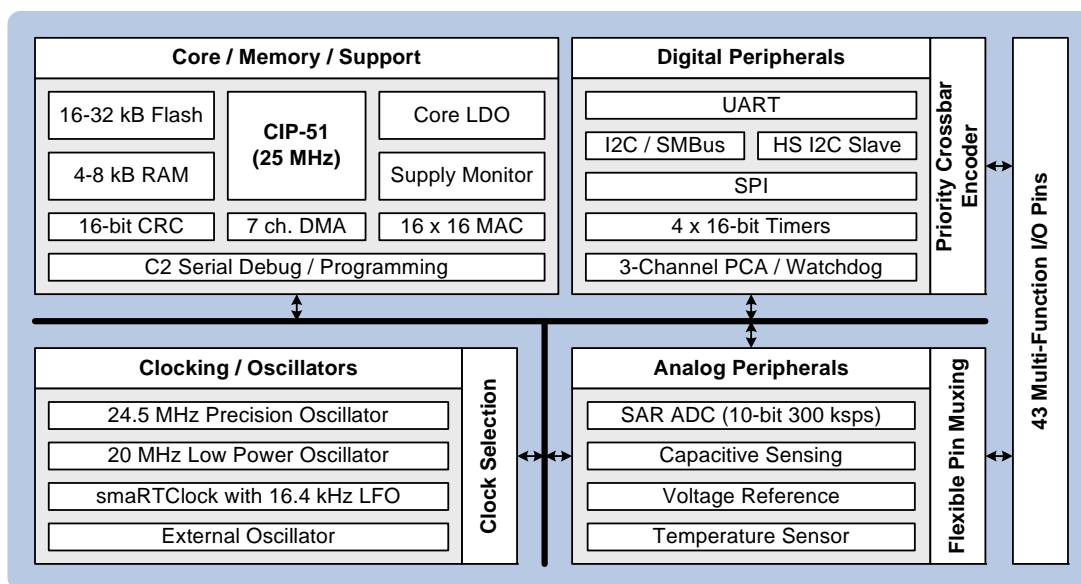 Core / Memory / Support
16-32 kB Flash
CIP-51
(25 MHz)
Core LDO
4-8 kB RAM
Supply Monitor
16-bit CRC
7 ch. DMA
16 x 16 MAC
C2 Serial Debug / Programming
Digital Peripherals
UART
I2C / SMBus
HS I2C Slave
SPI
4 x 16-bit Timers
3-Channel PCA / Watchdog
Priority Crossbar
Encoder
43 Multi-Function I/O Pins
Clocking / Oscillators
24.5 MHz Precision Oscillator
20 MHz Low Power Oscillator
smaRTClock with 16.4 kHz LFO
External Oscillator
Clock Selection
Analog Peripherals
SAR ADC (10-bit 300 ksps)
Capacitive Sensing
Voltage Reference
Temperature Sensor
Flexible Pin Muxing